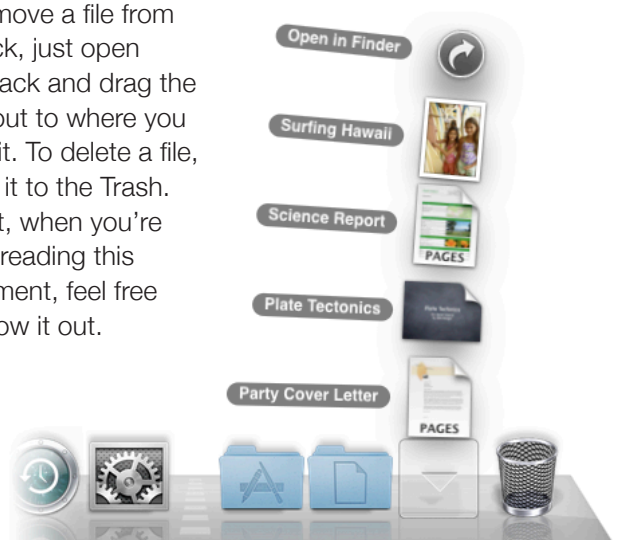 move a file from
ck, just open
ack and drag the
out to where you
it. To delete a file,
it to the Trash.
t, when you're
reading this
ment, feel free
ow it out.
Open in Finder
Surfing Hawaii
Science Report
PAGES
Plate Tectonics
Plate Tectonics
Party Cover Letter
PAGES